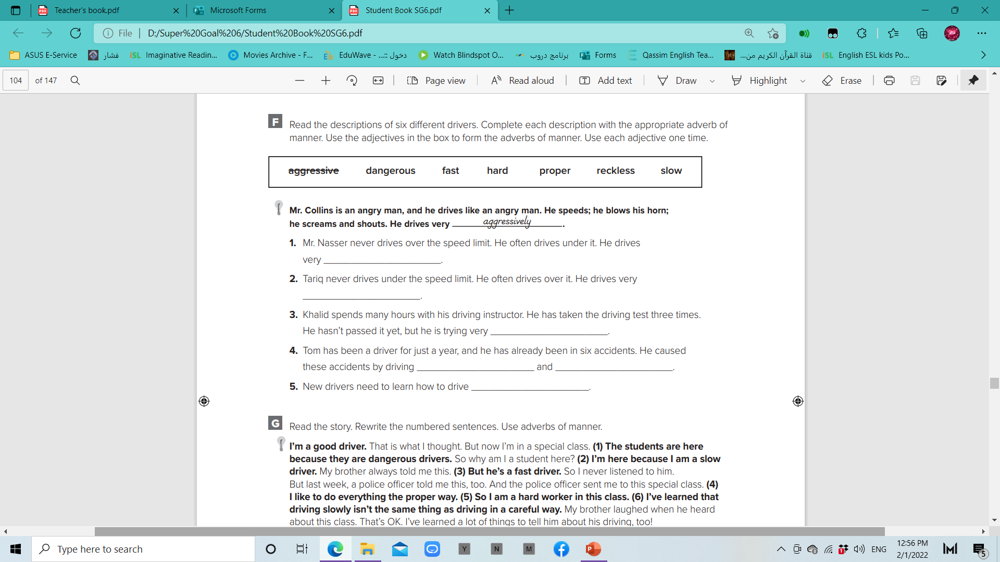 Teacher's book.pdf
Microsoft Forms
Student Book SG6.pdf
File
D:/Super%20Goal%206/Student%20Book%20SG6.pdf
ASUS E-Service
فشار
iSL
Imaginative Readin...
Movies Archive - F...
EduWave - ...:: دخول
Watch Blindspot O...
برنامج دروب
Forms
Qassim English Tea...
قناة القرآن الكريم من...
iSL
English ESL kids Po...
104 of 147
Page view
Read aloud
Add text
Draw
Highlight
Erase
F
Read the descriptions of six different drivers. Complete each description with the appropriate adverb of
manner. Use the adjectives in the box to form the adverbs of manner. Use each adjective one time.
aggressive dangerous fast hard proper reckless slow
Mr. Collins is an angry man, and he drives like an angry man. He speeds; he blows his horn;
he screams and shouts. He drives very aggressively.
1. Mr. Nasser never drives over the speed limit. He often drives under it. He drives
very ______________________.
2. Tariq never drives under the speed limit. He often drives over it. He drives very
______________________.
3. Khalid spends many hours with his driving instructor. He has taken the driving test three times.
He hasn't passed it yet, but he is trying very ______________________.
4. Tom has been a driver for just a year, and he has already been in six accidents. He caused
these accidents by driving ______________________ and ______________________.
5. New drivers need to learn how to drive ______________________.
G
Read the story. Rewrite the numbered sentences. Use adverbs of manner.
I'm a good driver. That is what I thought. But now I'm in a special class. (1) The students are here
because they are dangerous drivers. So why am I a student here? (2) I'm here because I am a slow
driver. My brother always told me this. (3) But he's a fast driver. So I never listened to him.
But last week, a police officer told me this, too. And the police officer sent me to this special class. (4)
I like to do everything the proper way. (5) So I am a hard worker in this class. (6) I've learned that
driving slowly isn't the same thing as driving in a careful way. My brother laughed when he heard
about this class. That's OK. I've learned a lot of things to tell him about his driving, too!
Type here to search
Y
N
M
ENG
12:56 PM
2/1/2022
5